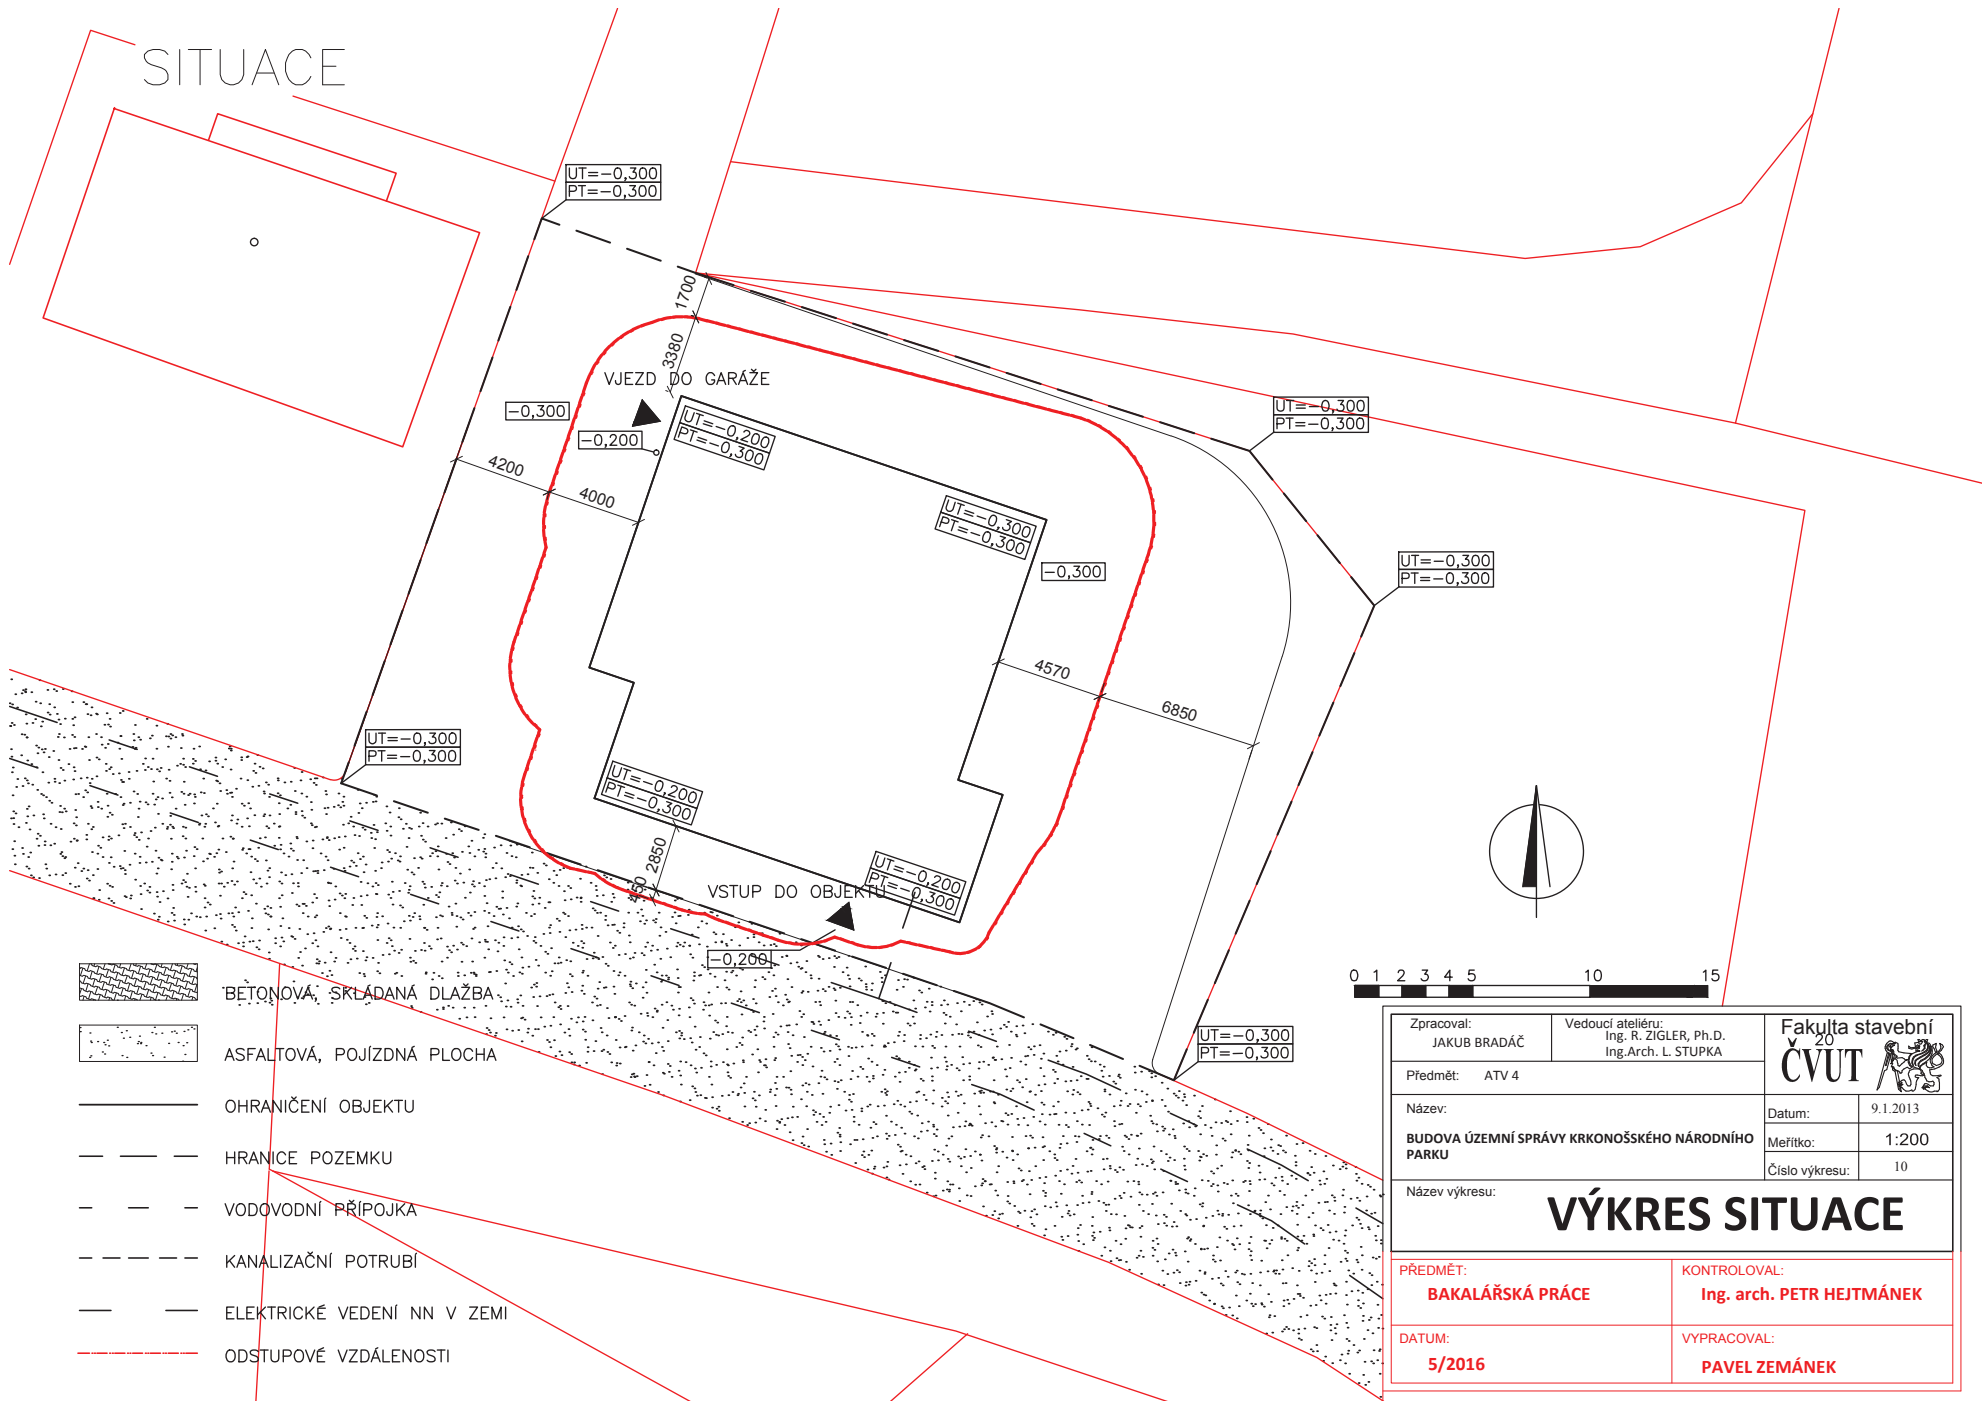 SITUACE
UT=-0,300
PT=-0,300
1700
3380
VJEZD DO GARÁŽE
-0,300
-0,200
UT=-0,200
PT=-0,300
UT=-0,300
PT=-0,300
4200
4000
UT=-0,300
PT=-0,300
-0,300
UT=-0,300
PT=-0,300
4570
6850
UT=-0,300
PT=-0,300
UT=-0,200
PT=-0,300
2850
450
VSTUP DO OBJEKTU
UT=-0,200
PT=-0,300
-0,200
UT=-0,300
PT=-0,300
BETONOVÁ, SKLÁDANÁ DLAŽBA
ASFALTOVÁ, POJÍZDNÁ PLOCHA
OHRANIČENÍ OBJEKTU
HRANICE POZEMKU
VODOVODNÍ PŘÍPOJKA
KANALIZAČNÍ POTRUBÍ
ELEKTRICKÉ VEDENÍ NN V ZEMI
ODSTUPOVÉ VZDÁLENOSTI
0 1 2 3 4 5 10 15
Zpracoval:
JAKUB BRADÁČ
Vedoucí ateliéru:
Ing. R. ZIGLER, Ph.D.
Ing.Arch. L. STUPKA
Fakulta stavební
20
ČVUT
Předmět: ATV 4
Název:
BUDOVA ÚZEMNÍ SPRÁVY KRKONOŠSKÉHO NÁRODNÍHO
PARKU
Datum: 9.1.2013
Meřítko: 1:200
Číslo výkresu: 10
Název výkresu:
VÝKRES SITUACE
PŘEDMĚT:
BAKALÁŘSKÁ PRÁCE
KONTROLOVAL:
Ing. arch. PETR HEJTMÁNEK
DATUM:
5/2016
VYPRACOVAL:
PAVEL ZEMÁNEK